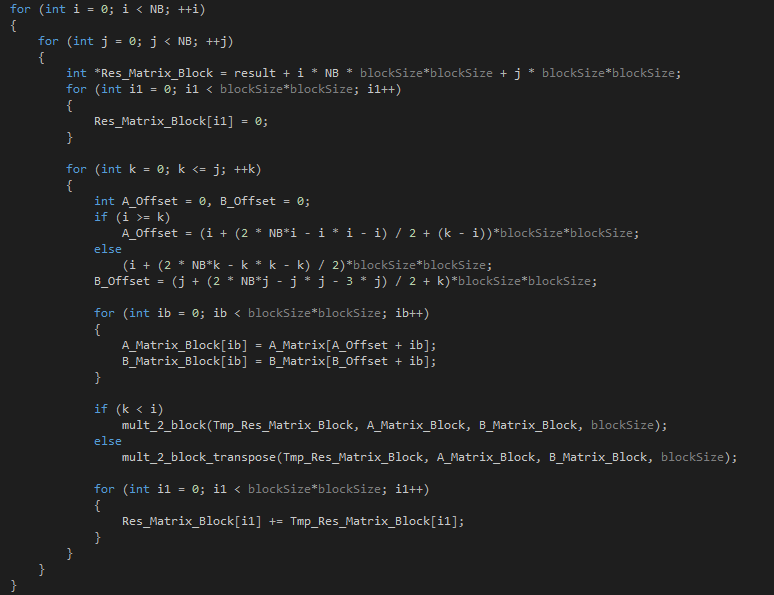 for (int i = 0; i < NB; ++i)
{
    for (int j = 0; j < NB; ++j)
    {
        int *Res_Matrix_Block = result + i * NB * blockSize*blockSize + j * blockSize*blockSize;
        for (int i1 = 0; i1 < blockSize*blockSize; i1++)
        {
            Res_Matrix_Block[i1] = 0;
        }

        for (int k = 0; k <= j; ++k)
        {
            int A_Offset = 0, B_Offset = 0;
            if (i >= k)
                A_Offset = (i + (2 * NB*i - i * i - i) / 2 + (k - i))*blockSize*blockSize;
            else
                (i + (2 * NB*k - k * k - k) / 2)*blockSize*blockSize;
            B_Offset = (j + (2 * NB*j - j * j - 3 * j) / 2 + k)*blockSize*blockSize;

            for (int ib = 0; ib < blockSize*blockSize; ib++)
            {
                A_Matrix_Block[ib] = A_Matrix[A_Offset + ib];
                B_Matrix_Block[ib] = B_Matrix[B_Offset + ib];
            }

            if (k < i)
                mult_2_block(Tmp_Res_Matrix_Block, A_Matrix_Block, B_Matrix_Block, blockSize);
            else
                mult_2_block_transpose(Tmp_Res_Matrix_Block, A_Matrix_Block, B_Matrix_Block, blockSize);

            for (int i1 = 0; i1 < blockSize*blockSize; i1++)
            {
                Res_Matrix_Block[i1] += Tmp_Res_Matrix_Block[i1];
            }
        }
    }
}